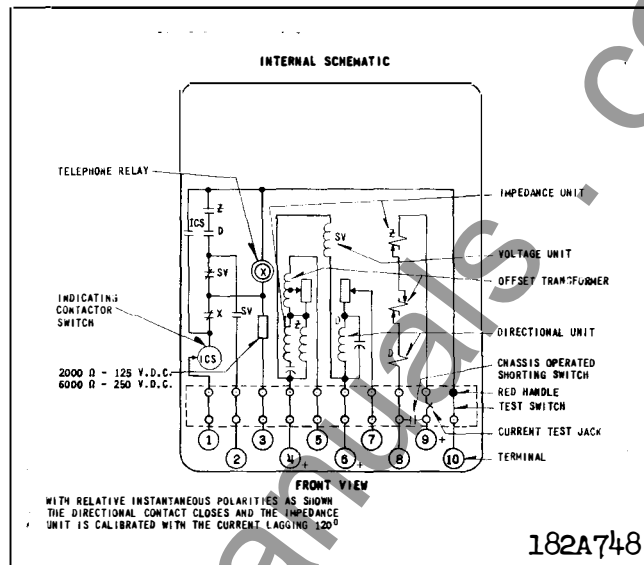 INTERNAL SCHEMATIC
TELEPHONE RELAY
IMPEDANCE UNIT
ICS
Z
D
Z
SV
VOLTAGE UNIT
X
SV
OFFSET TRANSFORMER
INDICATING
CONTACTOR
SWITCH
X
SV
Z
D
DIRECTIONAL UNIT
ICS
D
CHASSIS OPERATED
SHORTING SWITCH
2000 Ω - 125 V.D.C.
6000 Ω - 250 V.D.C.
RED HANDLE
TEST SWITCH
CURRENT TEST JACK
1 3 5 7 9 +
2 4 + 6 + 8 10
TERMINAL
FRONT VIEW
WITH RELATIVE INSTANTANEOUS POLARITIES AS SHOWN
THE DIRECTIONAL CONTACT CLOSES AND THE IMPEDANCE
UNIT IS CALIBRATED WITH THE CURRENT LAGGING 120°
182A748